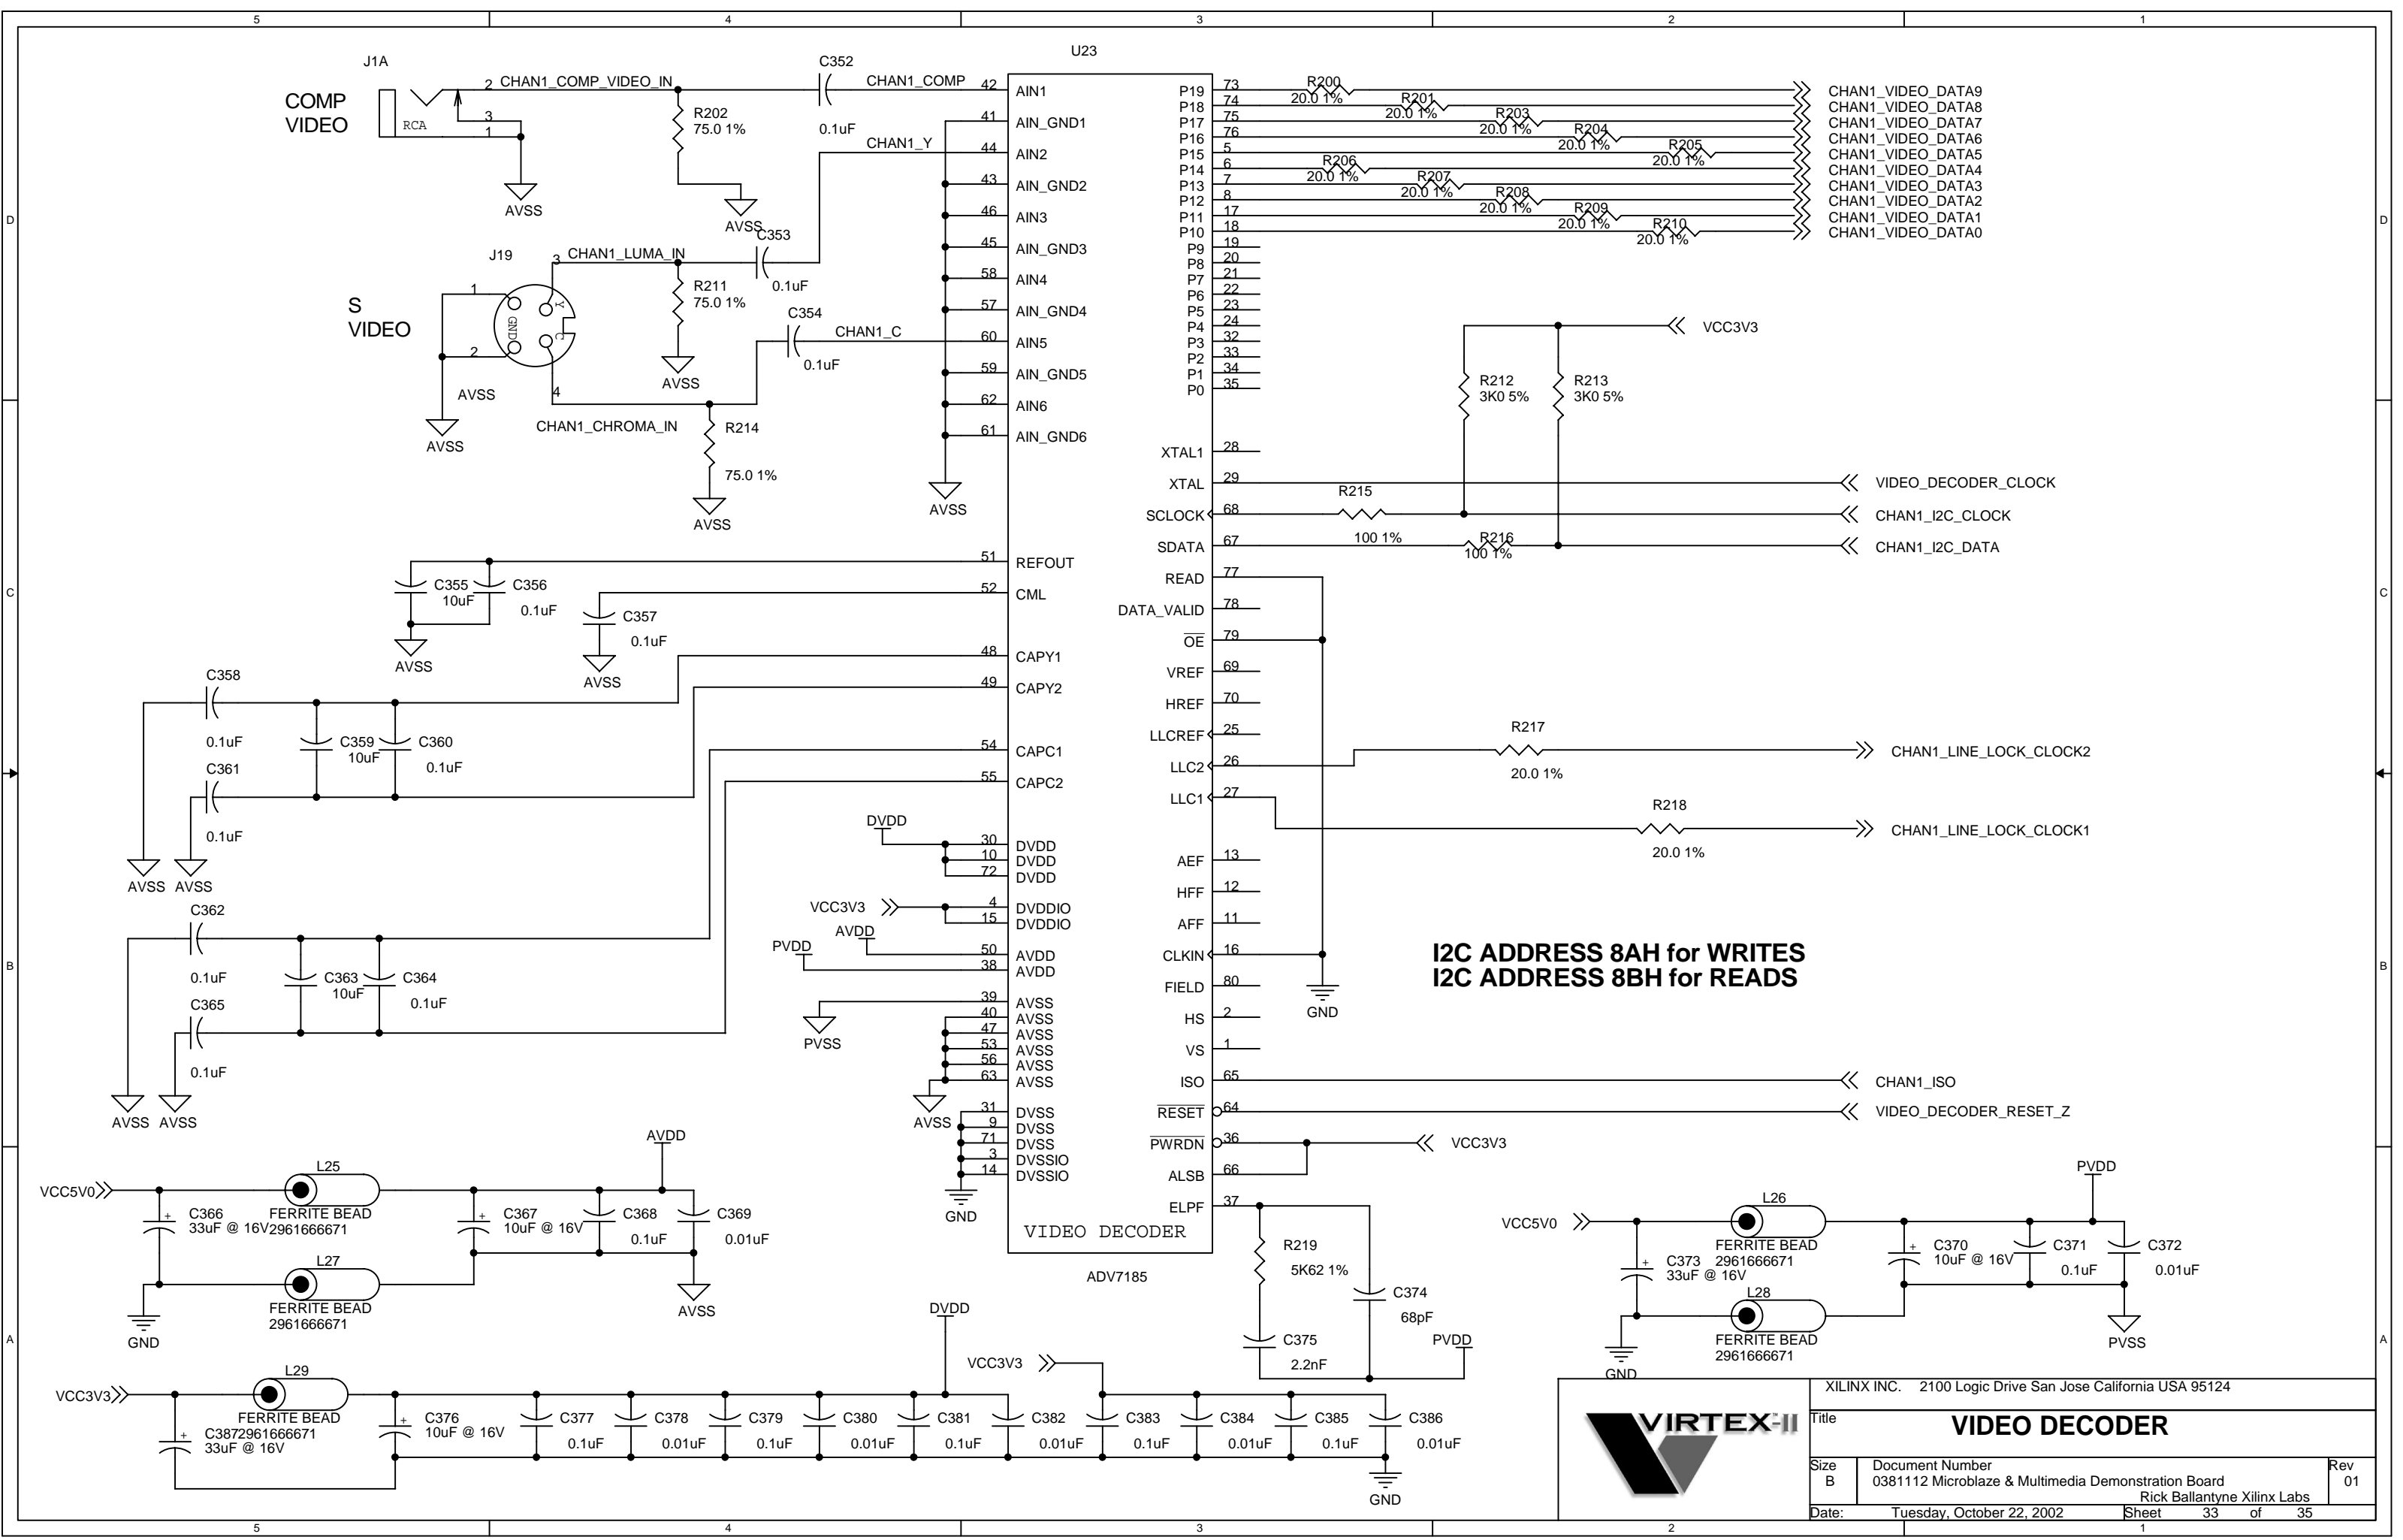 5 4 3 2 1
U23
J1A
COMP
VIDEO
RCA
2
3
1
CHAN1_COMP_VIDEO_IN
C352
0.1uF
CHAN1_COMP
R202
75.0 1%
AVSS
AVSS
CHAN1_Y
C353
0.1uF
J19
S
VIDEO
1
2
3
4
Y
C
GND
CHAN1_LUMA_IN
R211
75.0 1%
AVSS
C354
0.1uF
CHAN1_C
AVSS
AVSS
CHAN1_CHROMA_IN
R214
75.0 1%
AVSS
AVSS
42 AIN1
41 AIN_GND1
44 AIN2
43 AIN_GND2
46 AIN3
45 AIN_GND3
58 AIN4
57 AIN_GND4
60 AIN5
59 AIN_GND5
62 AIN6
61 AIN_GND6
51 REFOUT
52 CML
48 CAPY1
49 CAPY2
54 CAPC1
55 CAPC2
30 DVDD
10 DVDD
72 DVDD
4 DVDDIO
15 DVDDIO
50 AVDD
38 AVDD
39 AVSS
40 AVSS
47 AVSS
53 AVSS
56 AVSS
63 AVSS
31 DVSS
9 DVSS
71 DVSS
3 DVSSIO
14 DVSSIO
VIDEO DECODER
ADV7185
P19 73 R200 20.0 1% CHAN1_VIDEO_DATA9
P18 74 R201 20.0 1% CHAN1_VIDEO_DATA8
P17 75 R203 20.0 1% CHAN1_VIDEO_DATA7
P16 76 R204 20.0 1% CHAN1_VIDEO_DATA6
P15 5 R205 20.0 1% CHAN1_VIDEO_DATA5
P14 6 R206 20.0 1% CHAN1_VIDEO_DATA4
P13 7 R207 20.0 1% CHAN1_VIDEO_DATA3
P12 8 R208 20.0 1% CHAN1_VIDEO_DATA2
P11 17 R209 20.0 1% CHAN1_VIDEO_DATA1
P10 18 R210 20.0 1% CHAN1_VIDEO_DATA0
P9 19
P8 20
P7 21
P6 22
P5 23
P4 24
P3 32
P2 33
P1 34
P0 35
VCC3V3
R212
3K0 5%
R213
3K0 5%
XTAL1 28
XTAL 29 VIDEO_DECODER_CLOCK
SCLOCK 68 R215 100 1% CHAN1_I2C_CLOCK
SDATA 67 R216 100 1% CHAN1_I2C_DATA
READ 77
DATA_VALID 78
OE 79
VREF 69
HREF 70
LLCREF 25
LLC2 26 R217 20.0 1% CHAN1_LINE_LOCK_CLOCK2
LLC1 27 R218 20.0 1% CHAN1_LINE_LOCK_CLOCK1
AEF 13
HFF 12
AFF 11
CLKIN 16
FIELD 80
GND
HS 2
VS 1
ISO 65 CHAN1_ISO
RESET 64 VIDEO_DECODER_RESET_Z
PWRDN 36 VCC3V3
ALSB 66
ELPF 37
I2C ADDRESS 8AH for WRITES
I2C ADDRESS 8BH for READS
C355
10uF
C356
0.1uF
AVSS
C357
0.1uF
AVSS
C358
0.1uF
C359
10uF
C360
0.1uF
C361
0.1uF
AVSS AVSS
DVDD
VCC3V3
AVDD
PVDD
PVSS
AVSS
GND
C362
0.1uF
C363
10uF
C364
0.1uF
C365
0.1uF
AVSS AVSS
AVDD
VCC5V0
L25
FERRITE BEAD
2961666671
C366
33uF @ 16V
+
C367
10uF @ 16V
+
C368
0.1uF
C369
0.01uF
L27
FERRITE BEAD
2961666671
GND
AVSS
R219
5K62 1%
C374
68pF
C375
2.2nF
PVDD
PVDD
VCC5V0
L26
FERRITE BEAD
2961666671
C373
33uF @ 16V
+
C370
10uF @ 16V
+
C371
0.1uF
C372
0.01uF
L28
FERRITE BEAD
2961666671
GND
PVSS
DVDD
VCC3V3
L29
FERRITE BEAD
2961666671
C387
33uF @ 16V
+
C376
10uF @ 16V
+
C377
0.1uF
C378
0.01uF
C379
0.1uF
C380
0.01uF
C381
0.1uF
C382
0.01uF
VCC3V3
C383
0.1uF
C384
0.01uF
C385
0.1uF
C386
0.01uF
GND
VIRTEX-II
XILINX INC. 2100 Logic Drive San Jose California USA 95124
Title
VIDEO DECODER
Size
B
Document Number
0381112 Microblaze & Multimedia Demonstration Board
Rick Ballantyne Xilinx Labs
Rev
01
Date: Tuesday, October 22, 2002 Sheet 33 of 35
D D
C C
B B
A A
5 4 3 2 1